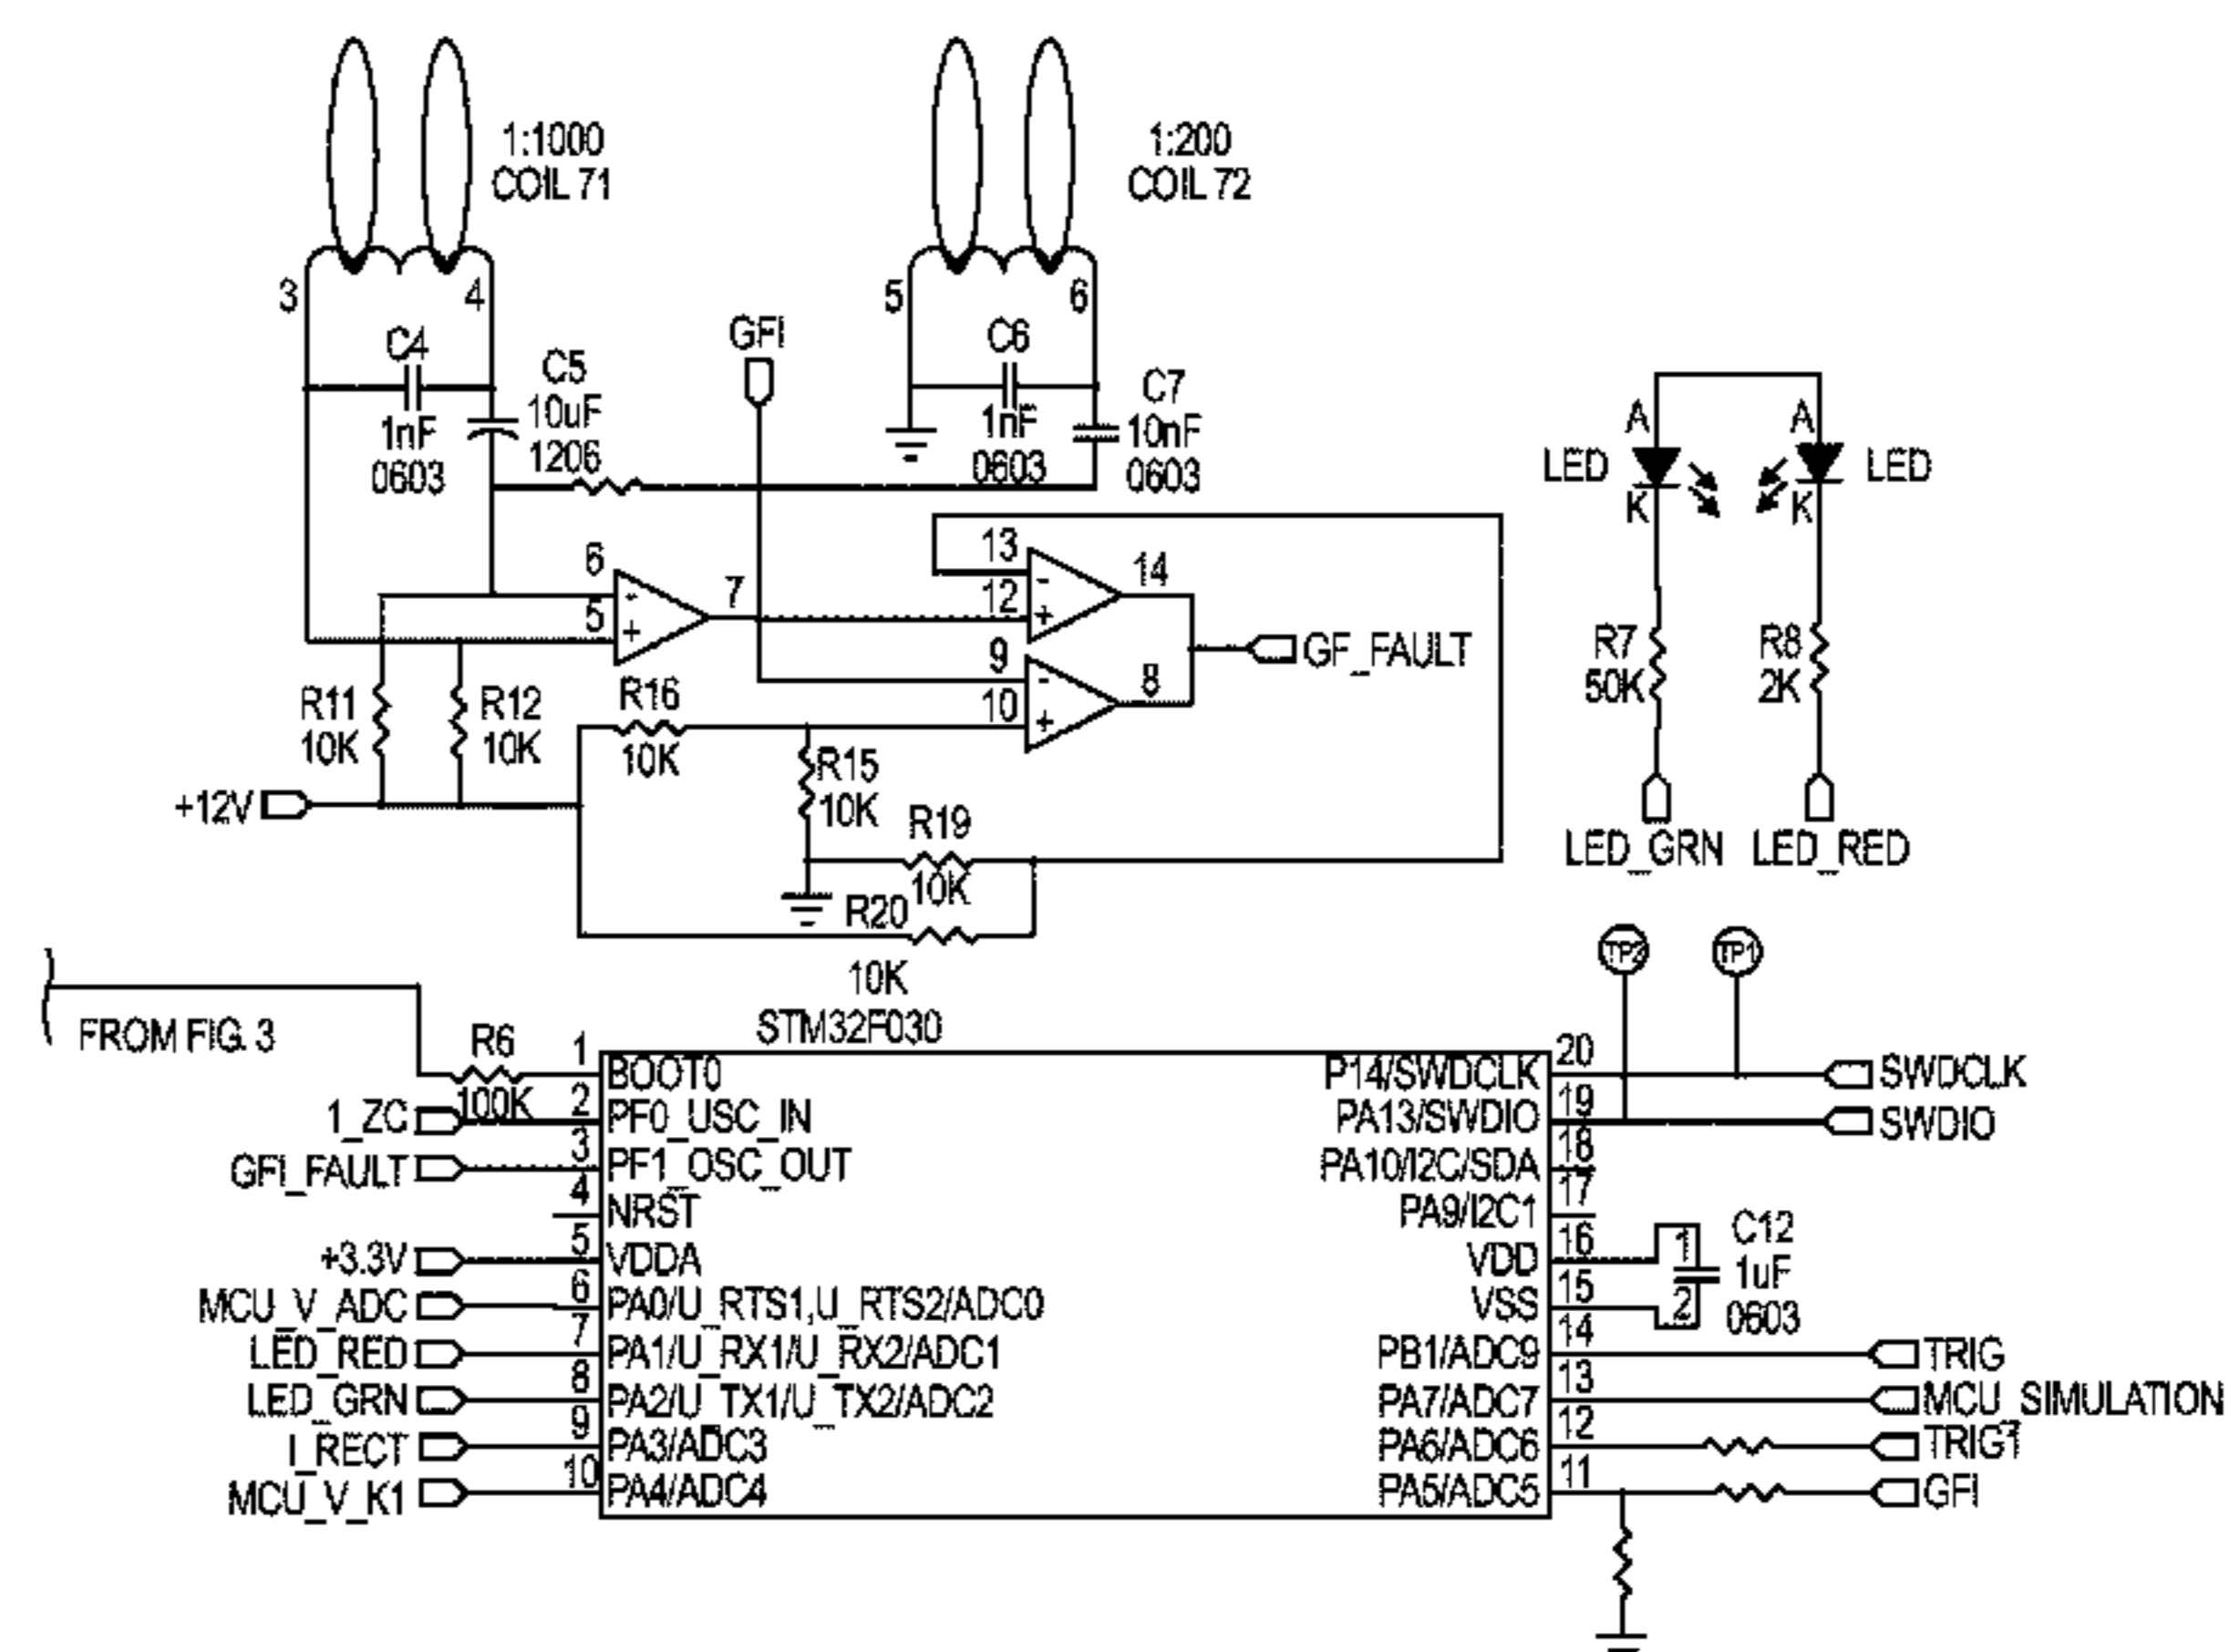 1:1000
COIL 71
1:200
COIL 72
3
4
5
6
C4
1nF
0603
C5
10uF
1206
GFI
C6
1nF
0603
C7
10nF
0603
A
A
LED
LED
K
K
6
5
7
13
12
14
9
10
8
GF_FAULT
R7
50K
R8
2K
R11
10K
R12
10K
R16
10K
R15
10K
+12V
R19
10K
R20
10K
LED_GRN
LED_RED
TP2
TP1
FROM FIG. 3
STM32F030
R6
100K
1
BOOT0
1_ZC
2
PF0_USC_IN
GFI_FAULT
3
PF1_OSC_OUT
4
NRST
+3.3V
5
VDDA
MCU_V_ADC
6
PA0/U_RTS1,U_RTS2/ADC0
LED_RED
7
PA1/U_RX1/U_RX2/ADC1
LED_GRN
8
PA2/U_TX1/U_TX2/ADC2
I_RECT
9
PA3/ADC3
MCU_V_K1
10
PA4/ADC4
P14/SWDCLK
20
SWDCLK
PA13/SWDIO
19
SWDIO
PA10/I2C/SDA
18
PA9/I2C1
17
VDD
16
1
C12
1uF
0603
VSS
15
2
PB1/ADC9
14
TRIG
PA7/ADC7
13
MCU_SIMULATION
PA6/ADC6
12
TRIG1
PA5/ADC5
11
GFI